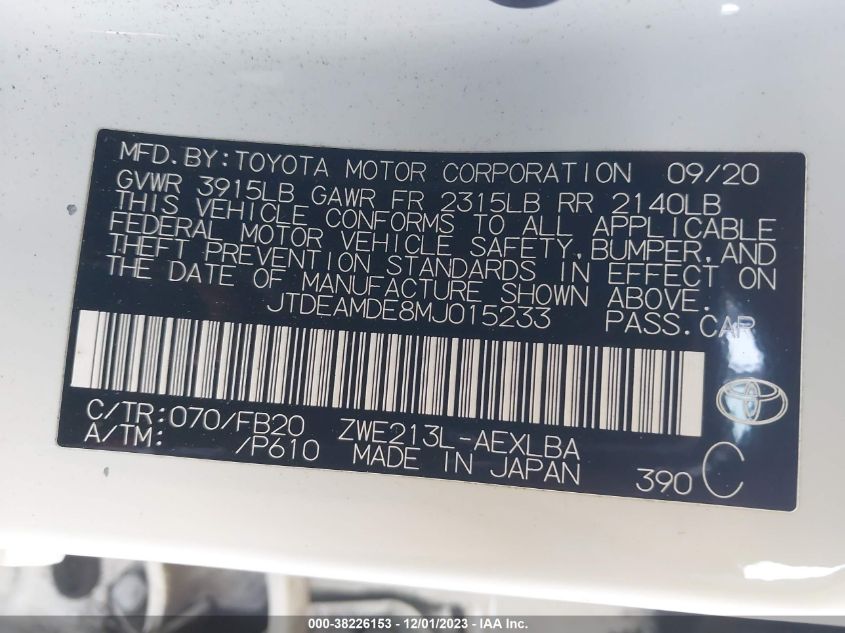 MFD.BY:TOYOTA MOTOR CORPORATION 09/20
GVWR 3915LB GAWR FR 2315LB RR 2140LB
THIS VEHICLE CONFORMS TO ALL APPLICABLE
FEDERAL MOTOR VEHICLE SAFETY,BUMPER,AND
THEFT PREVENTION STANDARDS IN EFFECT ON
THE DATE OF MANUFACTURE SHOWN ABOVE.
JTDEAMDE8MJ015233 PASS.CAR
C/TR:070/FB20 ZWE213L-AEXLBA
A/TM: /P610 MADE IN JAPAN 390 C
000-38226153 - 12/01/2023 - IAA Inc.